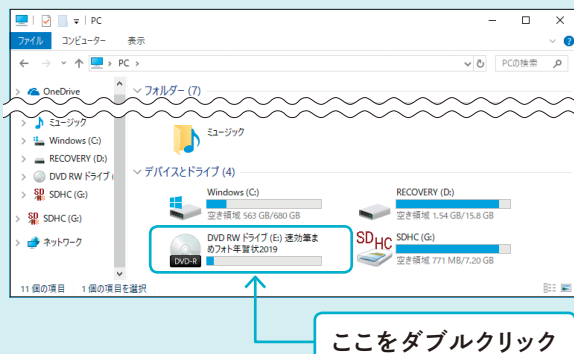 PC
ファイル コンピューター 表示
PC
PCの検索
OneDrive
フォルダー (7)
ミュージック
Windows (C:)
RECOVERY (D:)
DVD RW ドライブ (
SDHC (G:)
SDHC (G:)
ネットワーク
ミュージック
デバイスとドライブ (4)
Windows (C:)
空き領域 563 GB/680 GB
RECOVERY (D:)
空き領域 1.54 GB/15.8 GB
DVD-R
DVD RW ドライブ (E:) 速効筆ま
めフォト年賀状2019
SDHC
SDHC (G:)
空き領域 771 MB/7.20 GB
11 個の項目 1 個の項目を選択
ここをダブルクリック